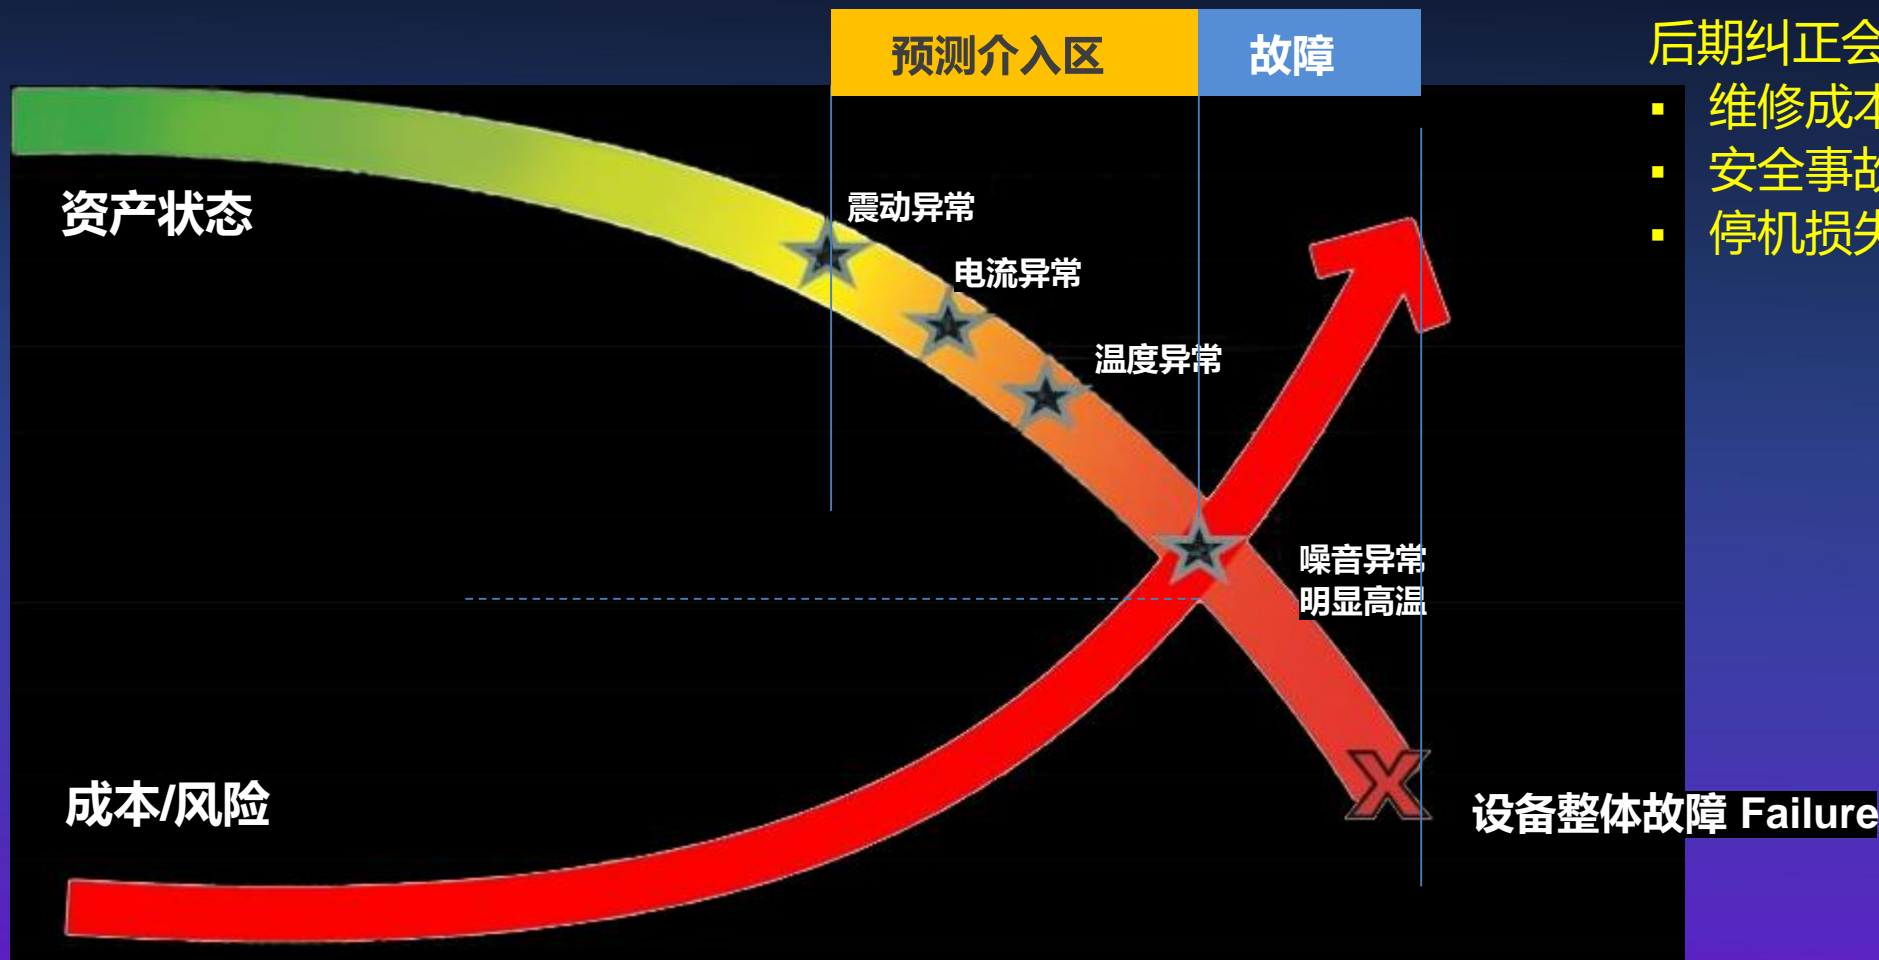 预测介入区
故障
后期纠正会
维修成本
安全事故
停机损失
资产状态
震动异常
电流异常
温度异常
噪音异常
明显高温
成本/风险
设备整体故障 Failure